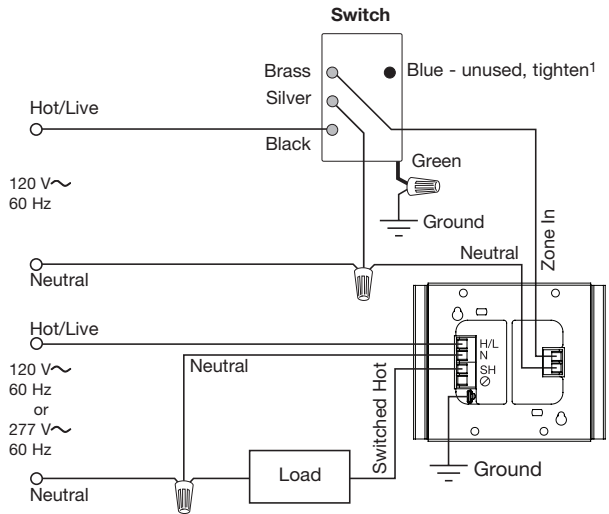 Switch
Brass
Blue - unused, tighten¹
Silver
Hot/Live
Black
Green
120 V～
60 Hz
Ground
Neutral
Zone In
Neutral
Hot/Live
H/L
N
SH
Neutral
120 V～
60 Hz
or
277 V～
60 Hz
Switched Hot
Load
Ground
Neutral